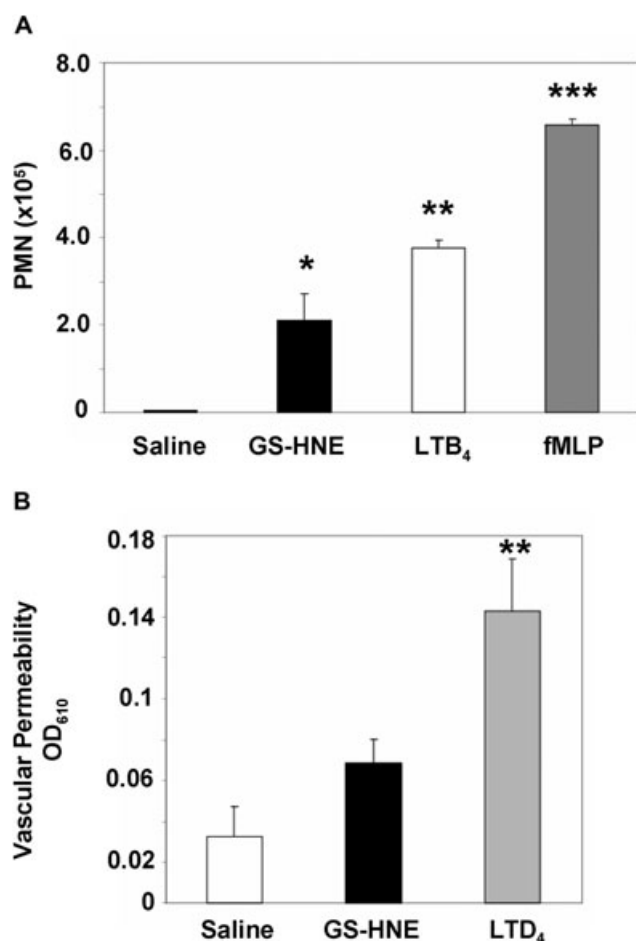 A
8.0
6.0
4.0
2.0
0
PMN (x10⁵)
*
**
***
Saline GS-HNE LTB₄ fMLP
B
0.18
0.14
0.1
0.06
0.02
0
Vascular Permeability
OD₆₁₀
**
Saline GS-HNE LTD₄